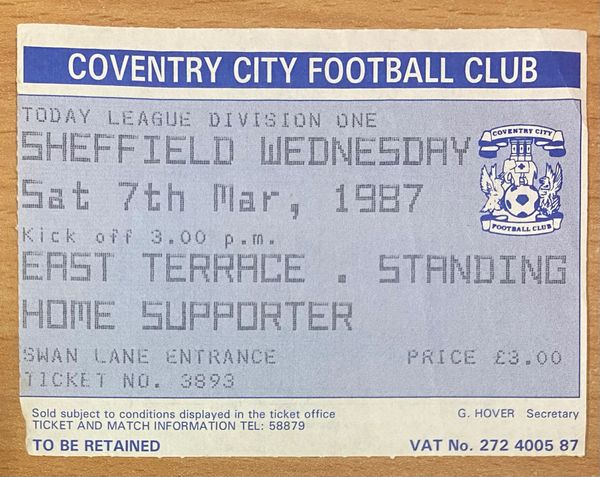 COVENTRY CITY FOOTBALL CLUB
TODAY LEAGUE DIVISION ONE
SHEFFIELD WEDNESDAY
Sat 7th Mar, 1987
COVENTRY CITY
FOOTBALL CLUB
Kick off 3.00 p.m.
EAST TERRACE . STANDING
HOME SUPPORTER
SWAN LANE ENTRANCE PRICE £3.00
TICKET NO. 3893
Sold subject to conditions displayed in the ticket office G. HOVER Secretary
TICKET AND MATCH INFORMATION TEL: 58879
TO BE RETAINED VAT No. 272 4005 87